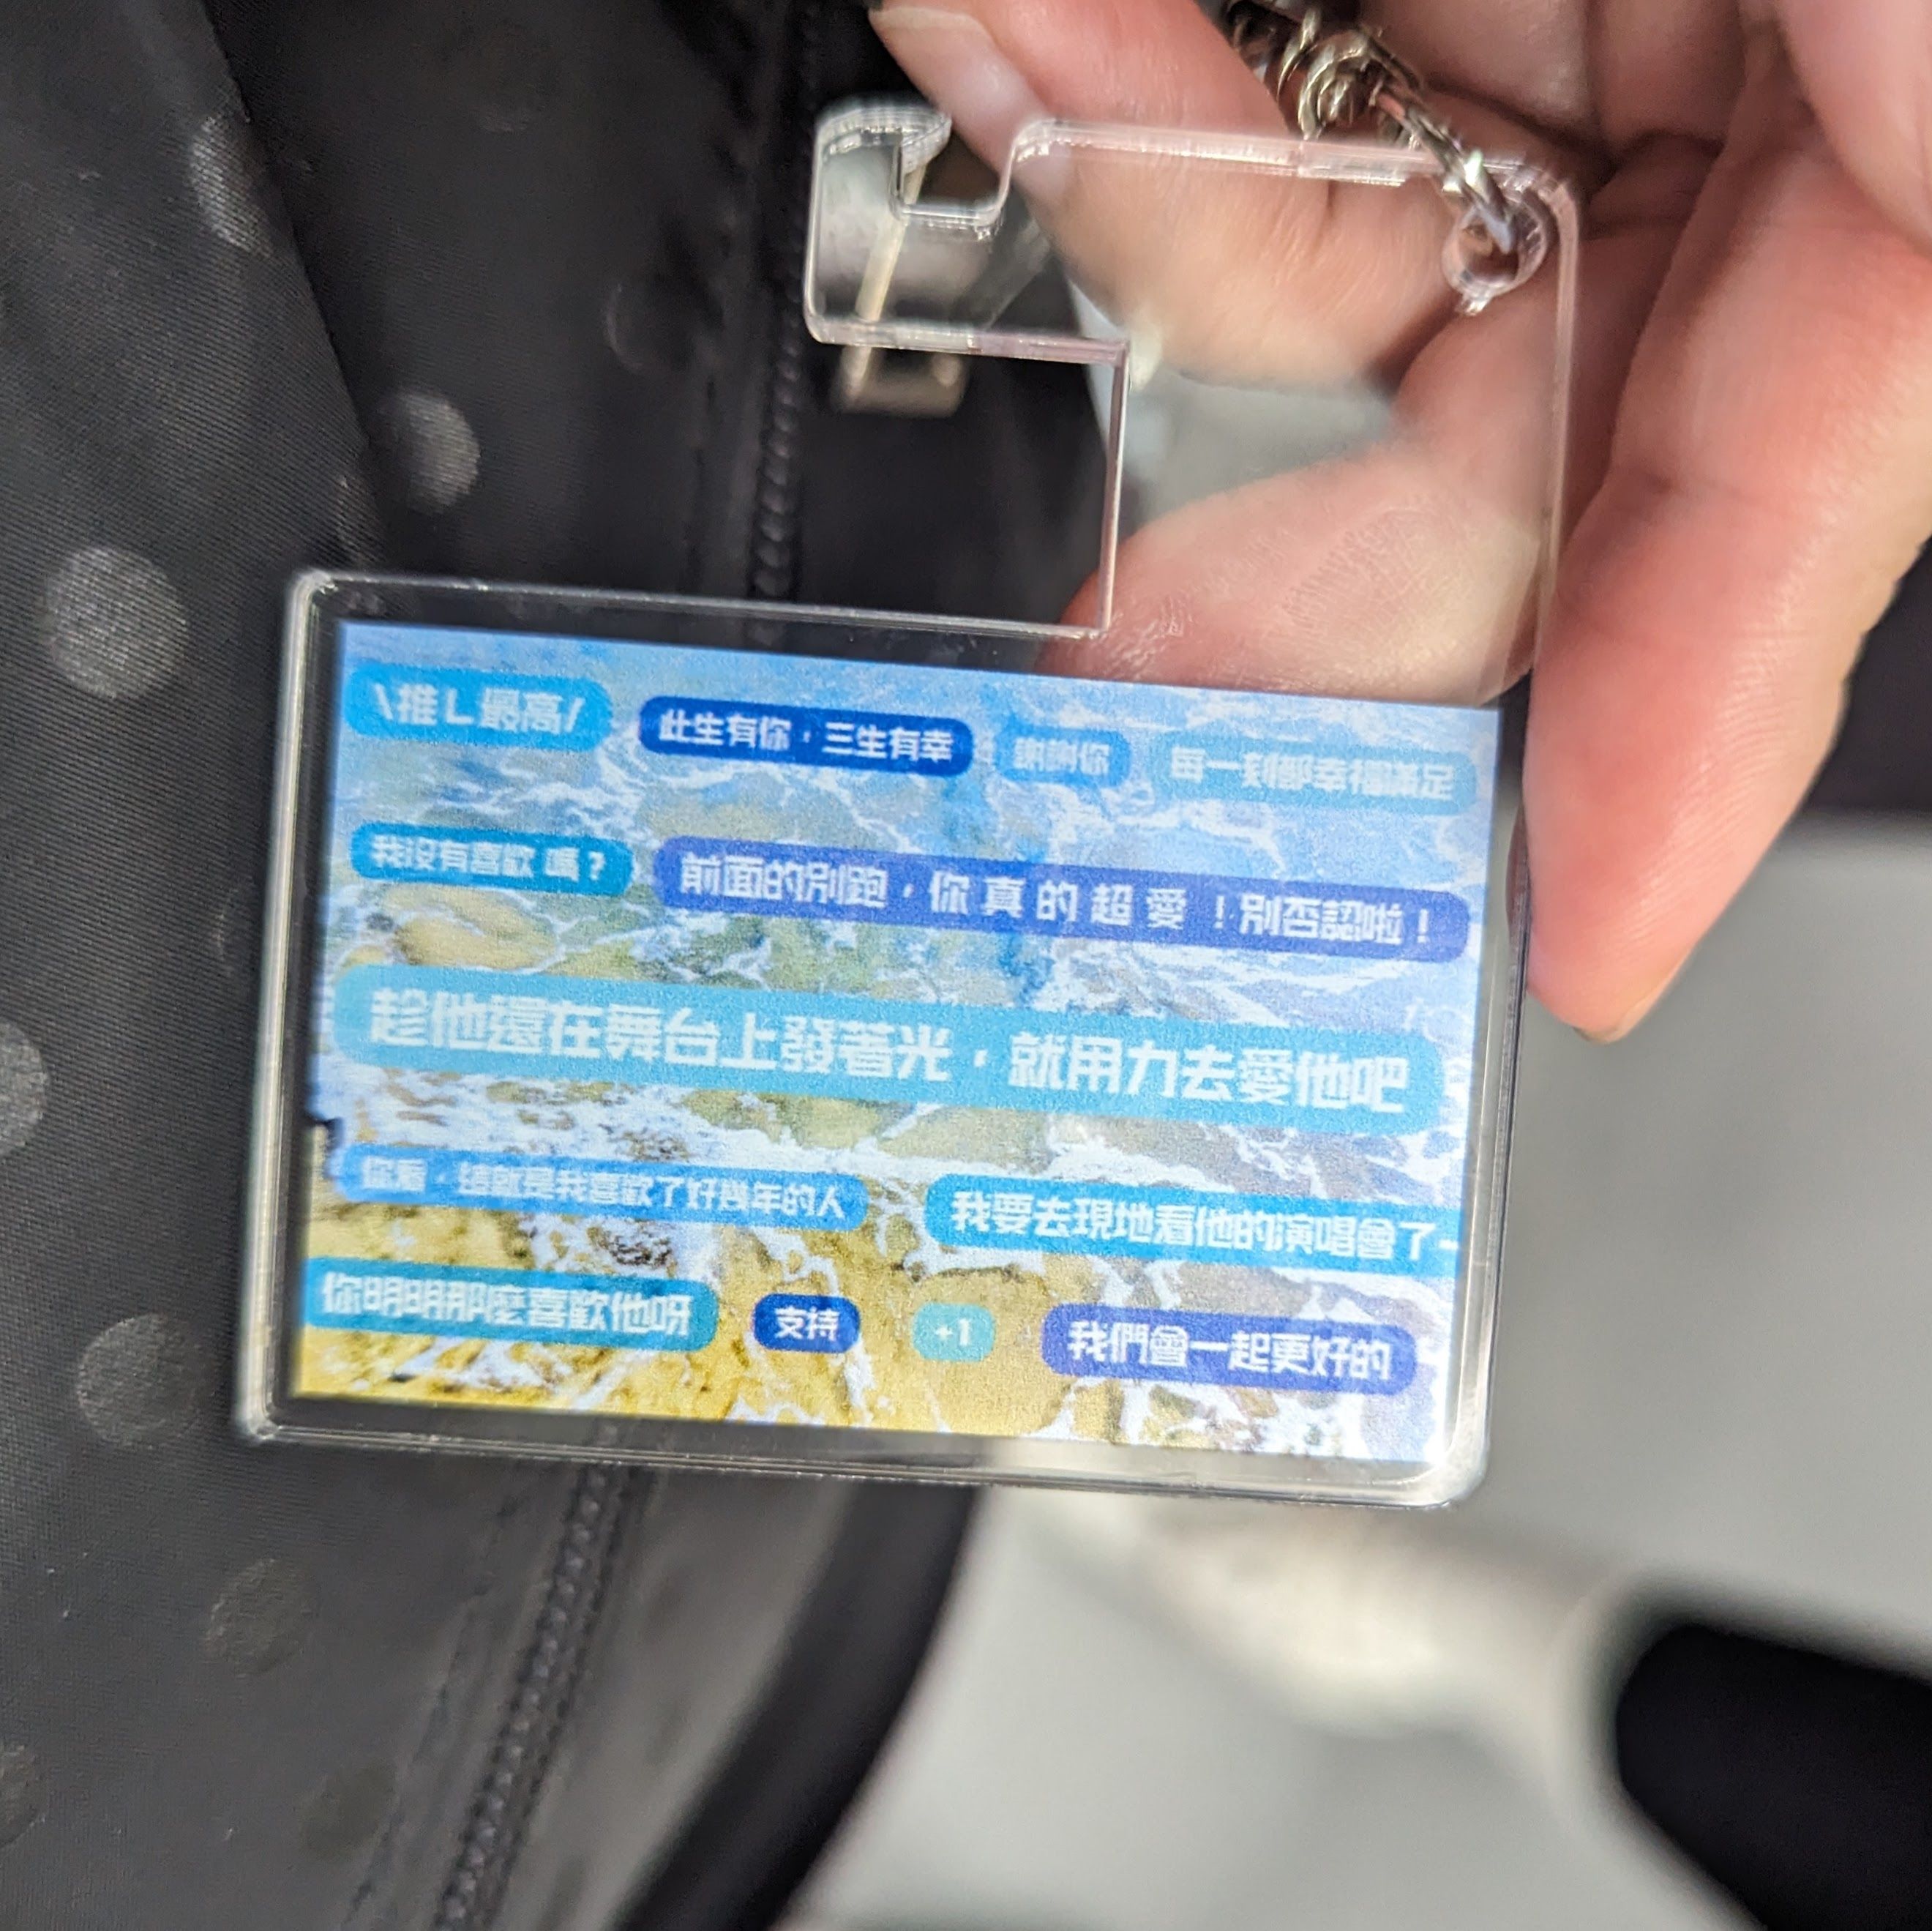 \推し最高/ 此生有你，三生有幸 謝謝你 每一刻都幸福滿足
我沒有喜歡 嗎？ 前面的別跑，你 真 的 超 愛 ！別否認啦！
趁他還在舞台上發著光，就用力去愛他吧
你看，這就是我喜歡了好幾年的人 我要去現地看他的演唱會了-
你明明那麼喜歡他呀 支持 +1 我們會一起更好的